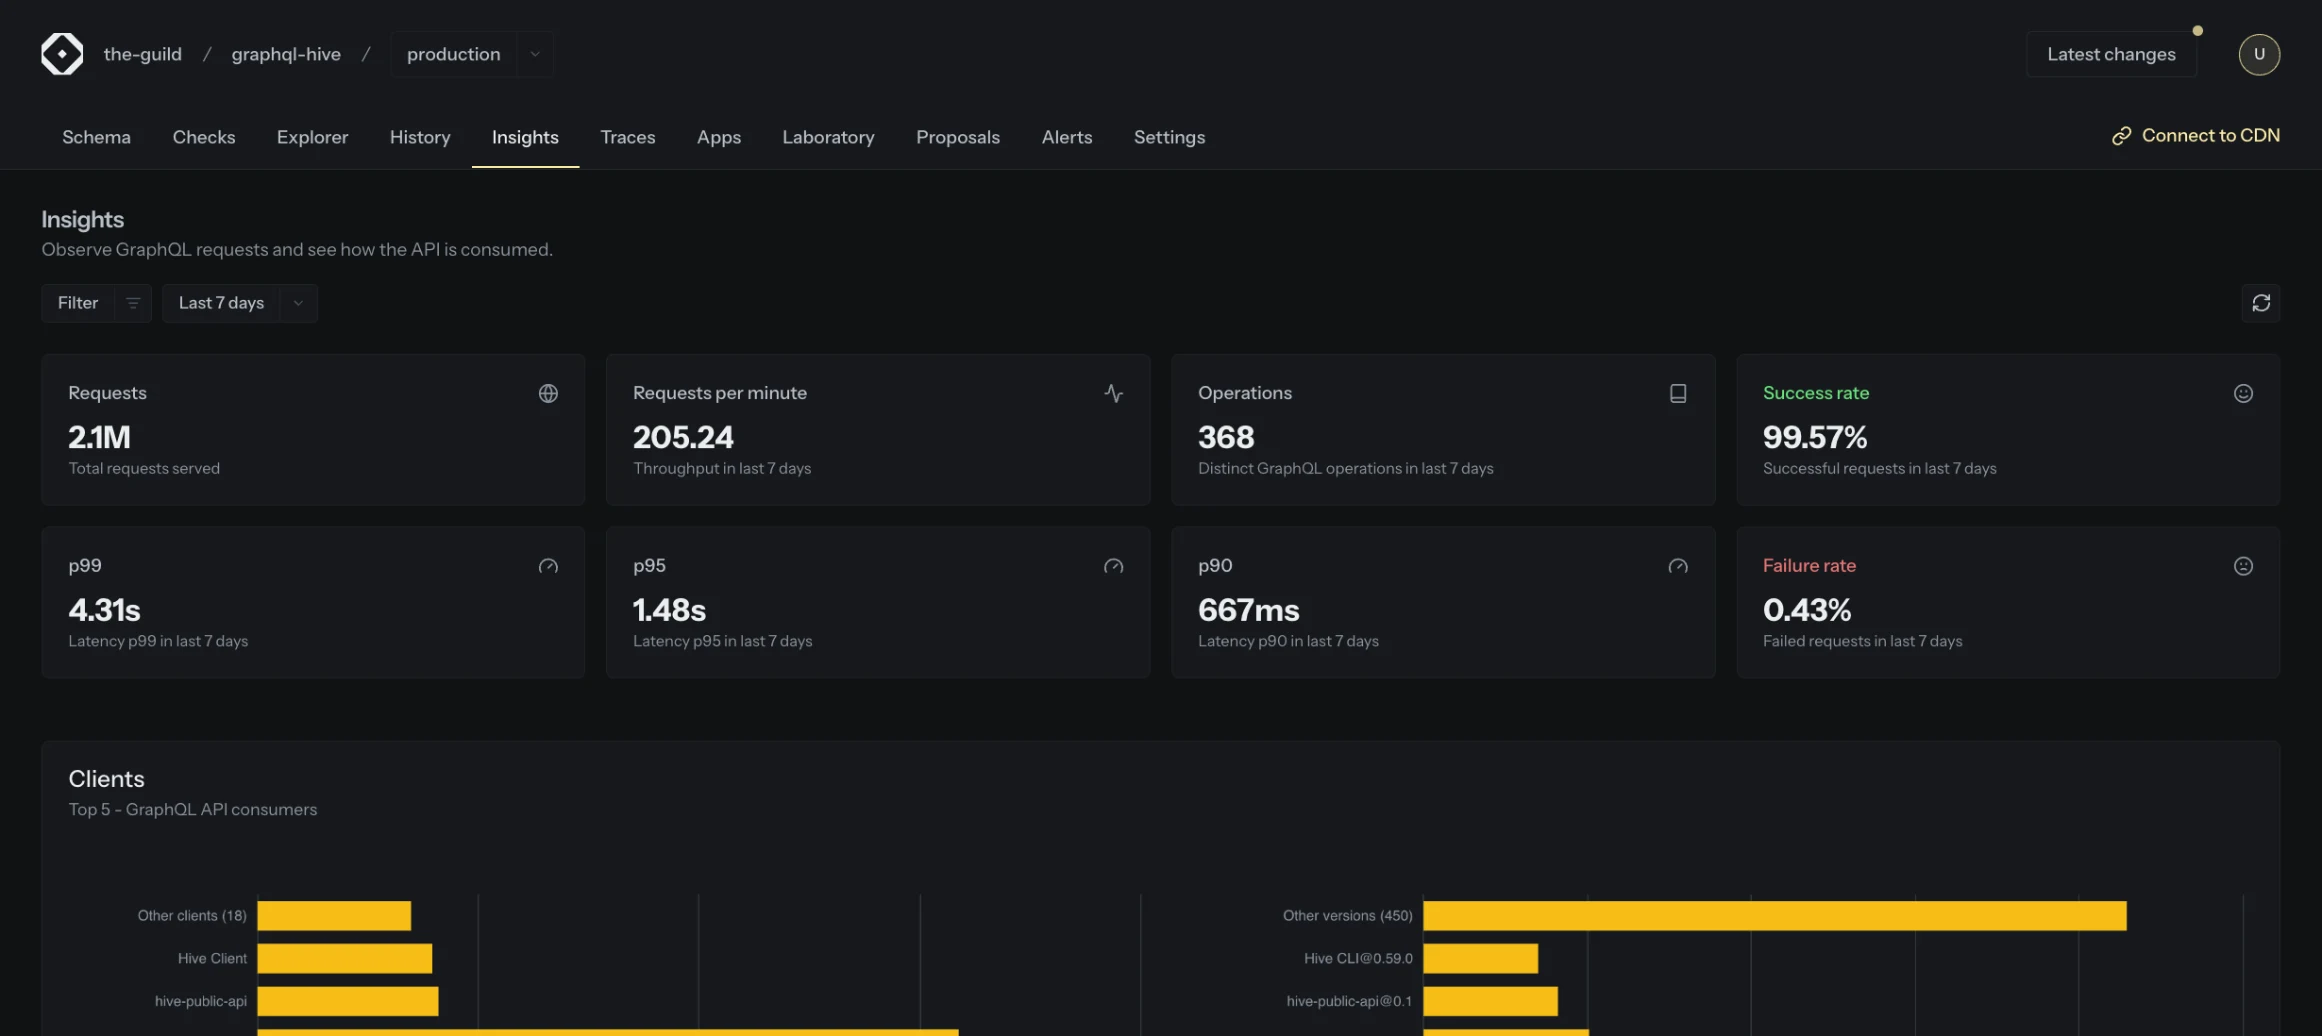 the-guild / graphql-hive / production
Latest changes
U
Schema Checks Explorer History Insights Traces Apps Laboratory Proposals Alerts Settings
Connect to CDN
Insights
Observe GraphQL requests and see how the API is consumed.
Filter
Last 7 days
Requests
2.1M
Total requests served
Requests per minute
205.24
Throughput in last 7 days
Operations
368
Distinct GraphQL operations in last 7 days
Success rate
99.57%
Successful requests in last 7 days
p99
4.31s
Latency p99 in last 7 days
p95
1.48s
Latency p95 in last 7 days
p90
667ms
Latency p90 in last 7 days
Failure rate
0.43%
Failed requests in last 7 days
Clients
Top 5 - GraphQL API consumers
Other clients (18)
Hive Client
hive-public-api
Other versions (450)
Hive CLI@0.59.0
hive-public-api@0.1